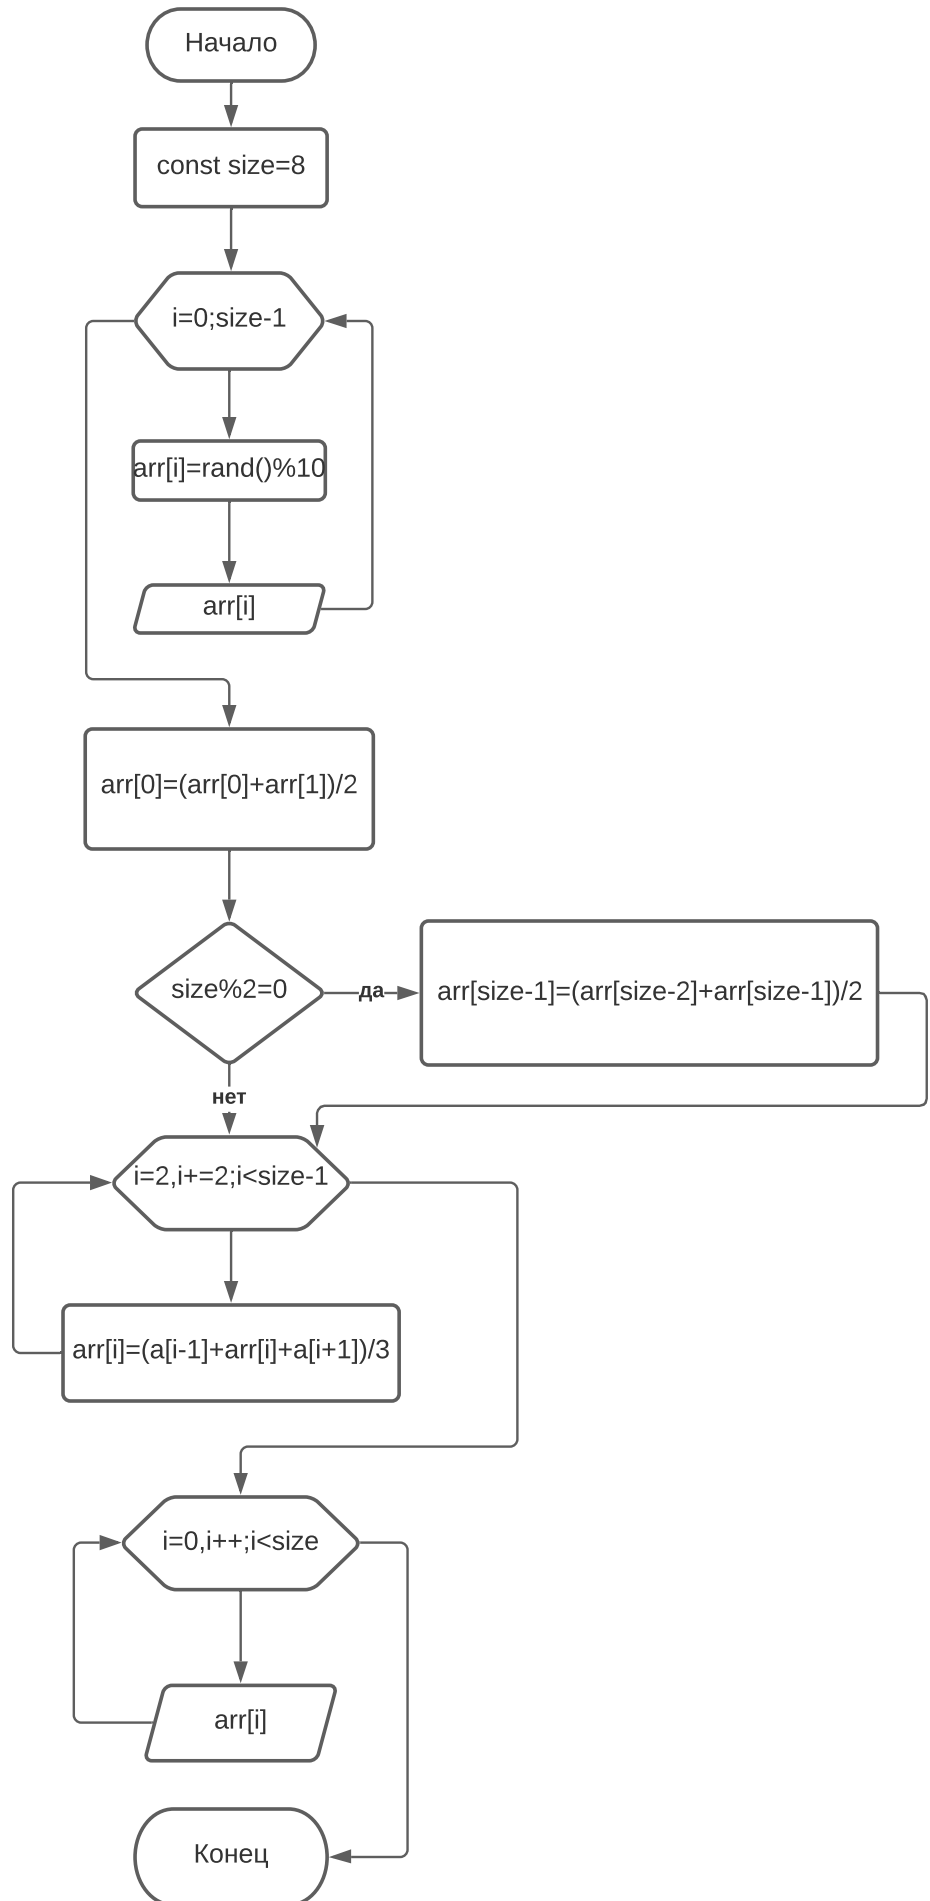 Начало
const size=8
i=0;size-1
arr[i]=rand()%10
arr[i]
arr[0]=(arr[0]+arr[1])/2
size%2=0
да
arr[size-1]=(arr[size-2]+arr[size-1])/2
нет
i=2,i+=2;i<size-1
arr[i]=(a[i-1]+arr[i]+a[i+1])/3
i=0,i++;i<size
arr[i]
Конец